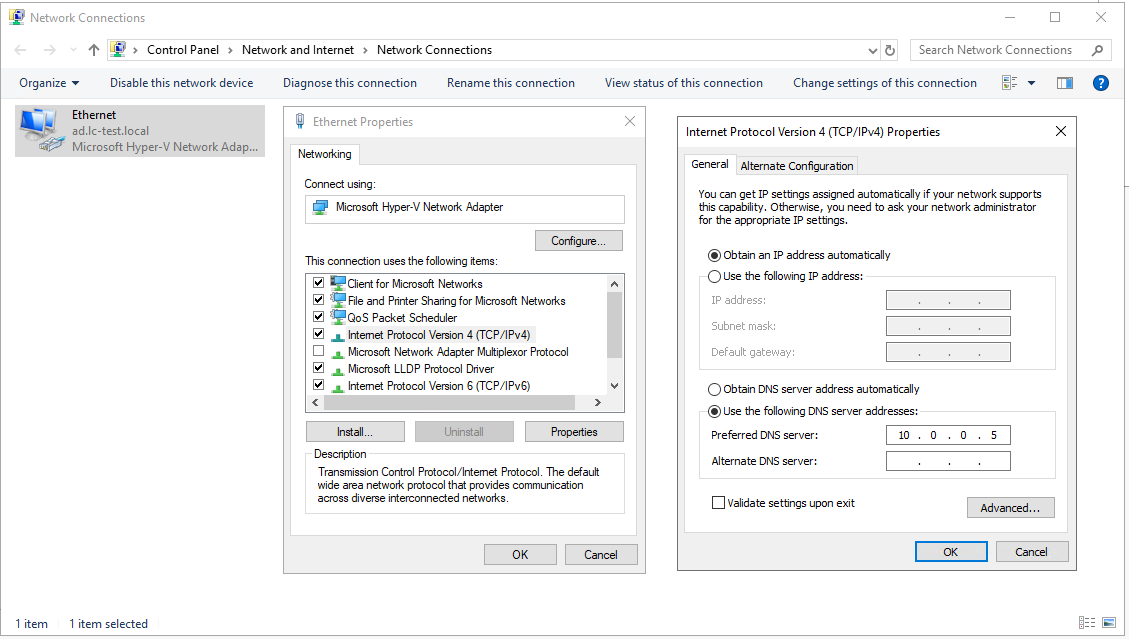 Network Connections
Control Panel > Network and Internet > Network Connections
Search Network Connections
Organize
Disable this network device
Diagnose this connection
Rename this connection
View status of this connection
Change settings of this connection
?
Ethernet
ad.lc-test.local
Microsoft Hyper-V Network Adap...
Ethernet Properties
Networking
Connect using:
Microsoft Hyper-V Network Adapter
Configure...
This connection uses the following items:
Client for Microsoft Networks
File and Printer Sharing for Microsoft Networks
QoS Packet Scheduler
Internet Protocol Version 4 (TCP/IPv4)
Microsoft Network Adapter Multiplexor Protocol
Microsoft LLDP Protocol Driver
Internet Protocol Version 6 (TCP/IPv6)
Install...
Uninstall
Properties
Description
Transmission Control Protocol/Internet Protocol. The default
wide area network protocol that provides communication
across diverse interconnected networks.
OK
Cancel
Internet Protocol Version 4 (TCP/IPv4) Properties
General
Alternate Configuration
You can get IP settings assigned automatically if your network supports
this capability. Otherwise, you need to ask your network administrator
for the appropriate IP settings.
Obtain an IP address automatically
Use the following IP address:
IP address:
. . .
Subnet mask:
. . .
Default gateway:
. . .
Obtain DNS server address automatically
Use the following DNS server addresses:
Preferred DNS server:
10 . 0 . 0 . 5
Alternate DNS server:
. . .
Validate settings upon exit
Advanced...
OK
Cancel
1 item
1 item selected